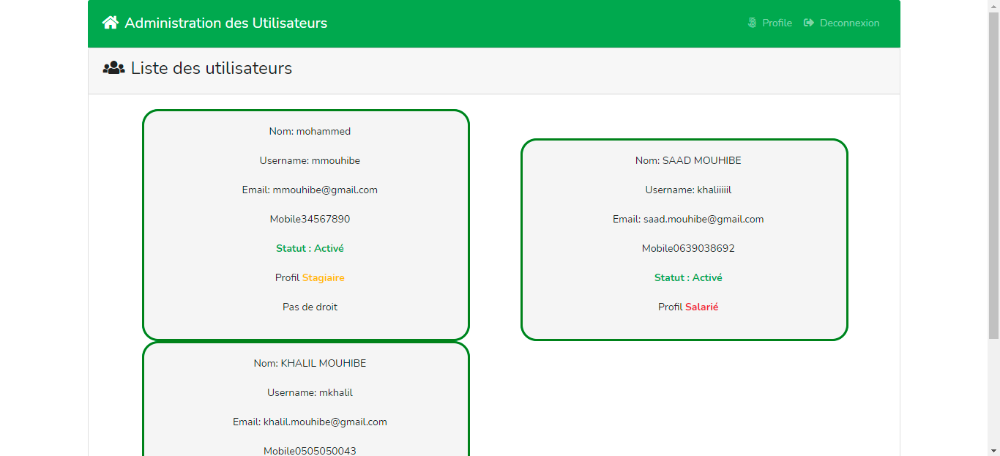 Administration des Utilisateurs
Profile
Deconnexion
Liste des utilisateurs
Nom: mohammed
Username: mmouhibe
Email: mmouhibe@gmail.com
Mobile34567890
Statut : Activé
Profil Stagiaire
Pas de droit
Nom: SAAD MOUHIBE
Username: khaliiiiil
Email: saad.mouhibe@gmail.com
Mobile0639038692
Statut : Activé
Profil Salarié
Nom: KHALIL MOUHIBE
Username: mkhalil
Email: khalil.mouhibe@gmail.com
Mobile0505050043